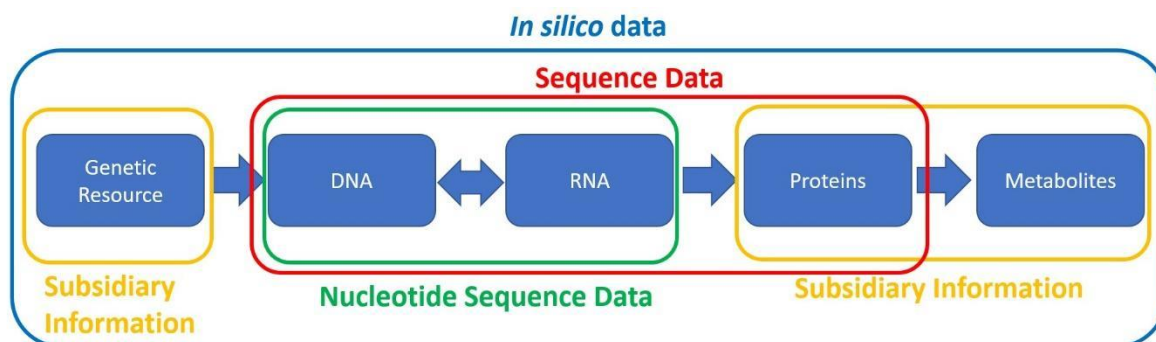 In silico data
Sequence Data
Genetic
Resource
DNA
RNA
Proteins
Metabolites
Subsidiary
Information
Nucleotide Sequence Data
Subsidiary Information